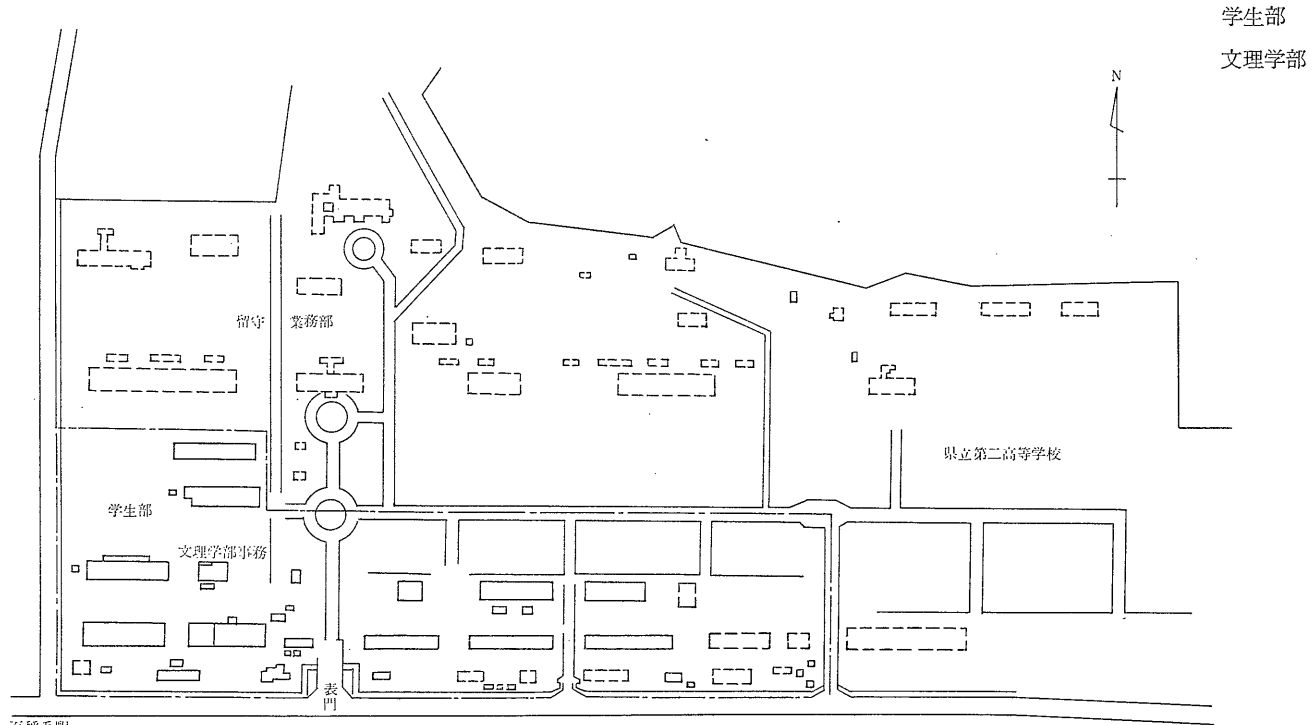 学生部
文理学部
N
留守 業務部
県立第二高等学校
学生部
文理学部事務
表門